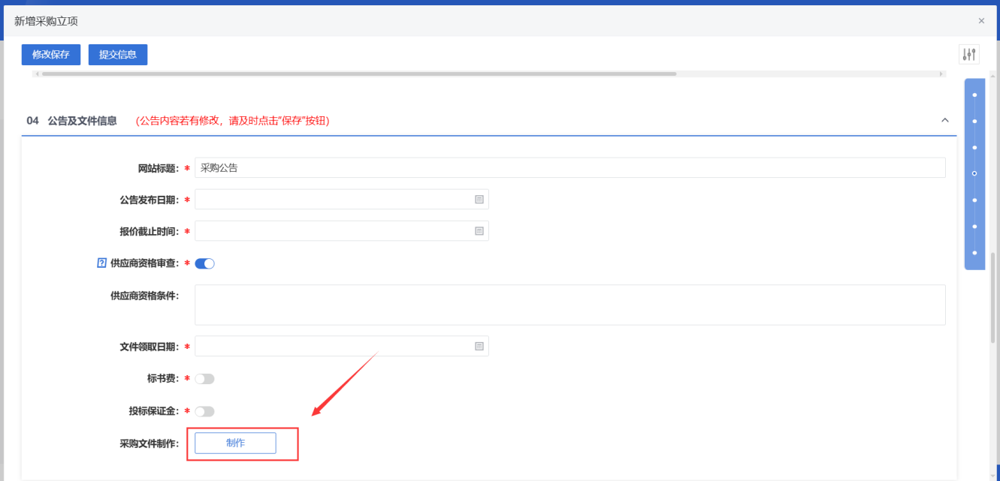 新增采购立项
×
修改保存 提交信息
04 公告及文件信息 (公告内容若有修改，请及时点击"保存"按钮)
网站标题: * 采购公告
公告发布日期: *
报价截止时间: *
? 供应商资格审查: *
供应商资格条件:
文件领取日期: *
标书费: *
投标保证金: *
采购文件制作: 制作